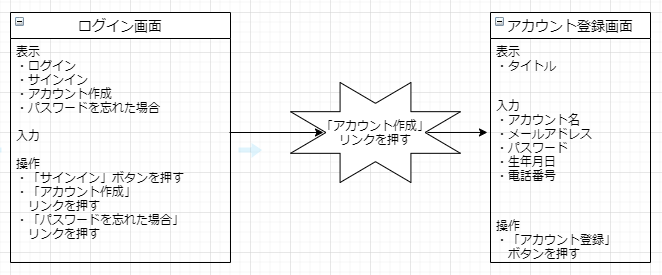 ログイン画面
表示
・ログイン
・サインイン
・アカウント作成
・パスワードを忘れた場合
入力
操作
・「サインイン」ボタンを押す
・「アカウント作成」
リンクを押す
・「パスワードを忘れた場合」
リンクを押す
「アカウント作成」
リンクを押す
アカウント登録画面
表示
・タイトル
入力
・アカウント名
・メールアドレス
・パスワード
・生年月日
・電話番号
操作
・「アカウント登録」
ボタンを押す